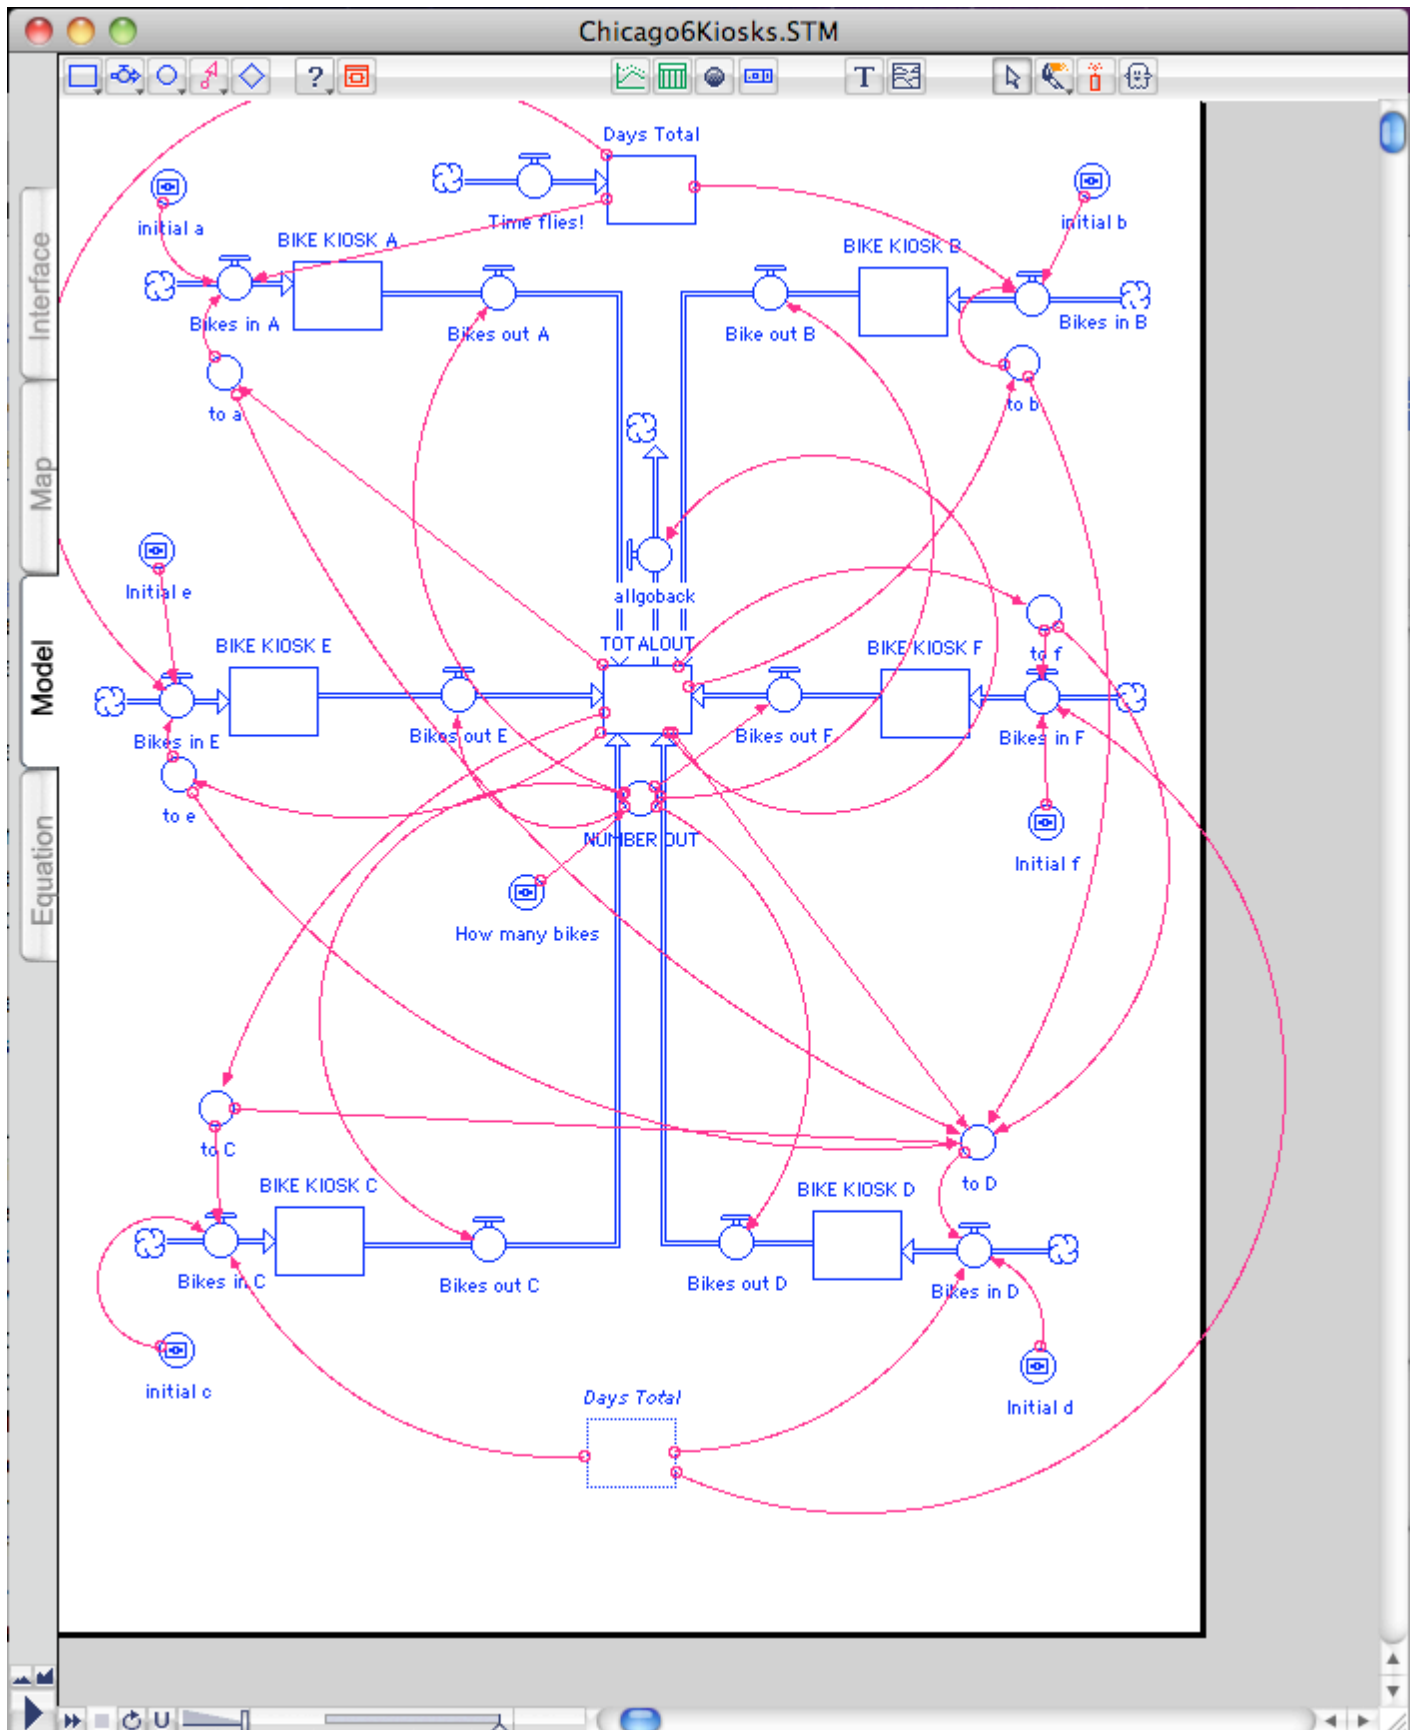 Chicago6Kiosks.STM
? T
Interface
Map
Model
Equation
Days Total
initial a
Time flies!
initial b
BIKE KIOSK A
BIKE KIOSK B
Bikes in A
Bikes out A
Bike out B
Bikes in B
to a
to b
Initial e
allgoback
TOTALOUT
BIKE KIOSK E
BIKE KIOSK F
to f
Bikes in E
Bikes out E
Bikes out F
Bikes in F
to e
NUMBER OUT
Initial f
How many bikes
to C
to D
BIKE KIOSK C
BIKE KIOSK D
Bikes in C
Bikes out C
Bikes out D
Bikes in D
initial c
Days Total
Initial d
U